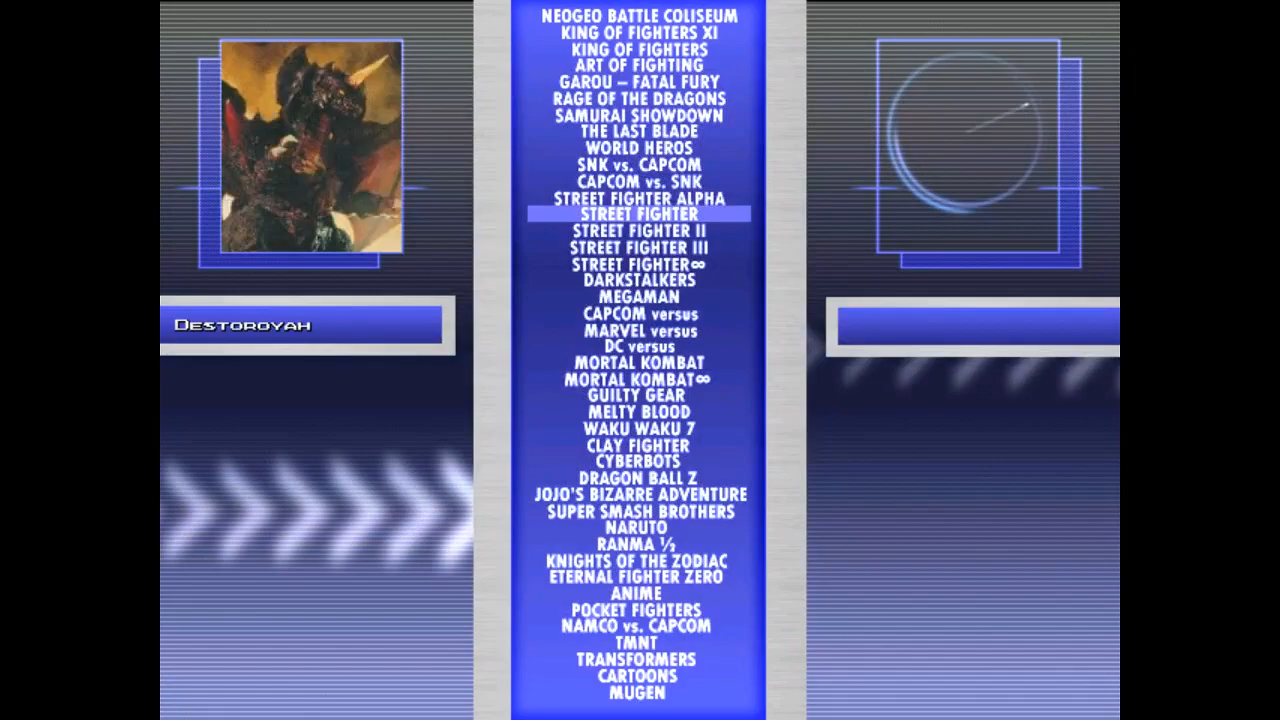 NEOGEO BATTLE COLISEUM
KING OF FIGHTERS XI
KING OF FIGHTERS
ART OF FIGHTING
GAROU – FATAL FURY
RAGE OF THE DRAGONS
SAMURAI SHOWDOWN
THE LAST BLADE
WORLD HEROS
SNK vs. CAPCOM
CAPCOM vs. SNK
STREET FIGHTER ALPHA
STREET FIGHTER
STREET FIGHTER II
STREET FIGHTER III
STREET FIGHTER∞
DARKSTALKERS
MEGAMAN
CAPCOM versus
MARVEL versus
DC versus
MORTAL KOMBAT
MORTAL KOMBAT∞
GUILTY GEAR
MELTY BLOOD
WAKU WAKU 7
CLAY FIGHTER
CYBERBOTS
DRAGON BALL Z
JOJO'S BIZARRE ADVENTURE
SUPER SMASH BROTHERS
NARUTO
RANMA ½
KNIGHTS OF THE ZODIAC
ETERNAL FIGHTER ZERO
ANIME
POCKET FIGHTERS
NAMCO vs. CAPCOM
TMNT
TRANSFORMERS
CARTOONS
MUGEN
DESTOROYAH